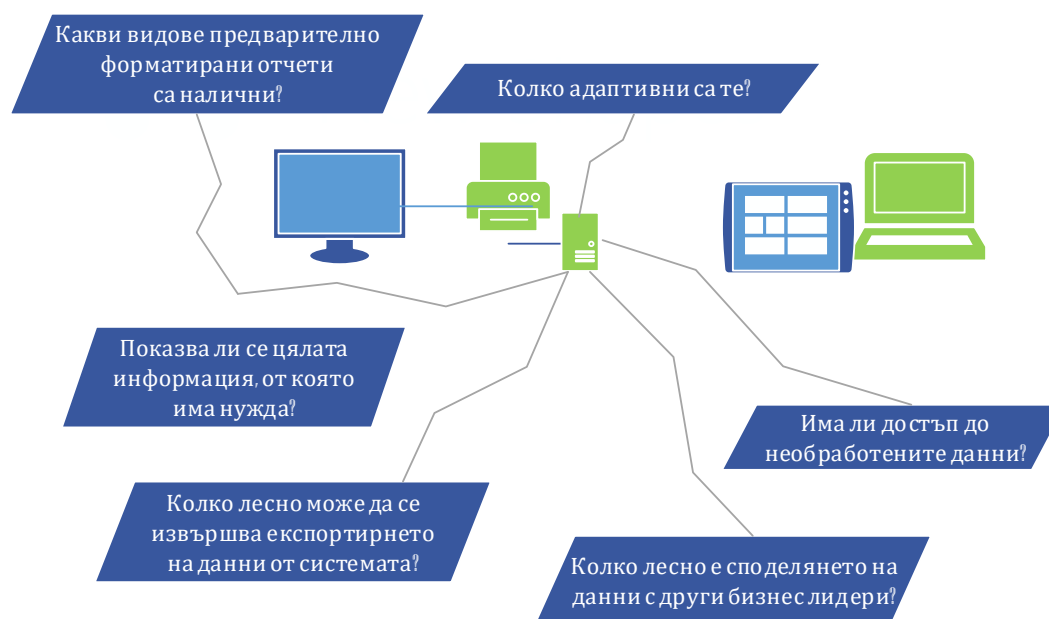 Какви видове предварително
форматирани отчети
са налични?
Колко адаптивни са те?
Показва ли се цялата
информация, от която
има нужда?
Има ли достъп до
необработените данни?
Колко лесно може да се
извършва експортирнето
на данни от системата?
Колко лесно е споделянето на
данни с други бизнес лидери?